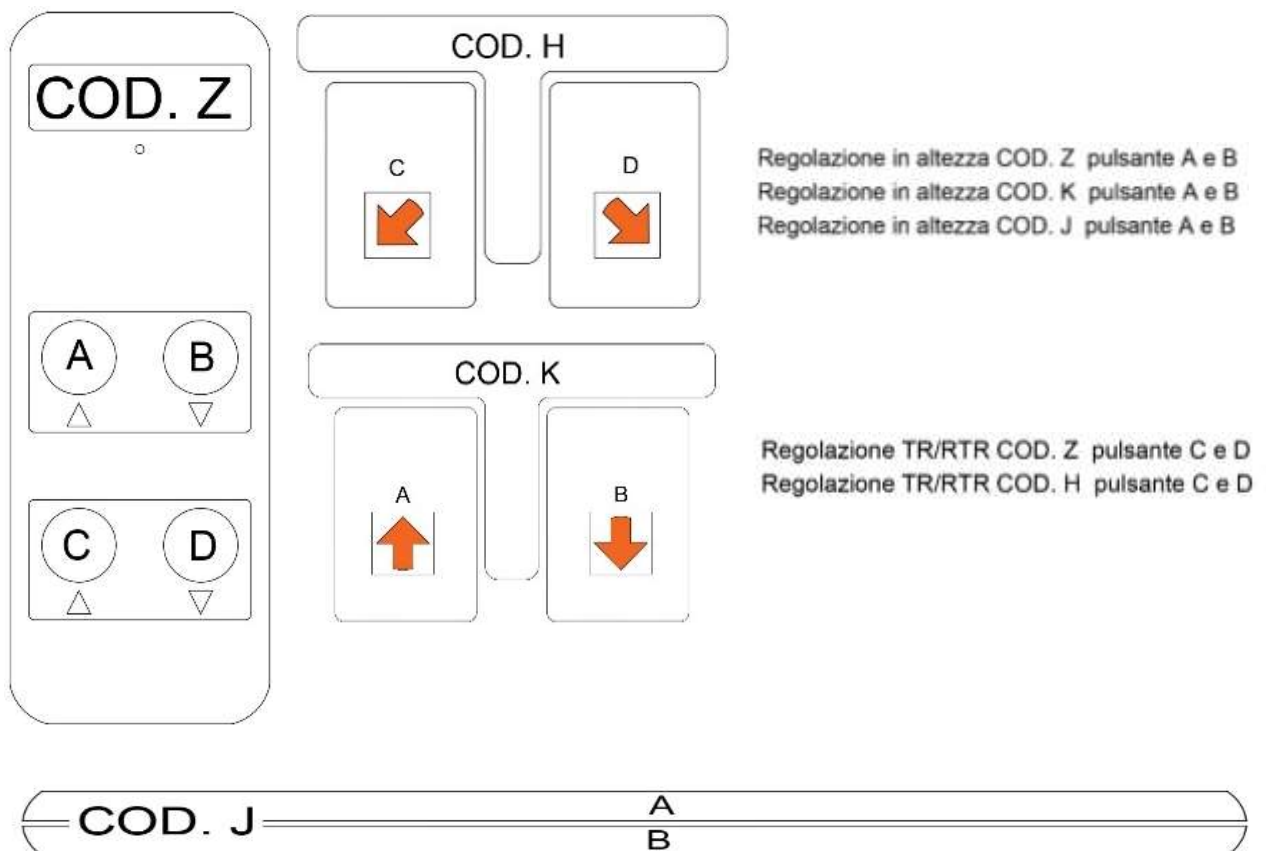 COD. Z
A B
C D
COD. H
C D
COD. K
A B
Regolazione in altezza COD. Z pulsante A e B
Regolazione in altezza COD. K pulsante A e B
Regolazione in altezza COD. J pulsante A e B
Regolazione TR/RTR COD. Z pulsante C e D
Regolazione TR/RTR COD. H pulsante C e D
COD. J
A
B